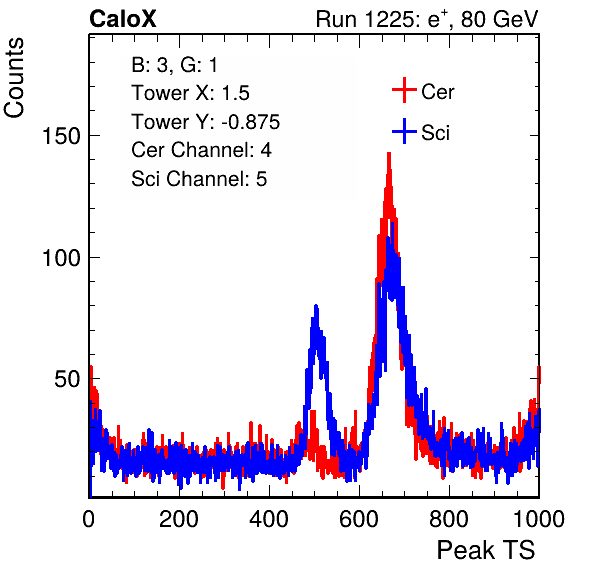 CaloX
Run 1225: e+, 80 GeV
Counts
B: 3, G: 1
Tower X: 1.5
Tower Y: -0.875
Cer Channel: 4
Sci Channel: 5
Cer
Sci
150
100
50
0 200 400 600 800 1000
Peak TS